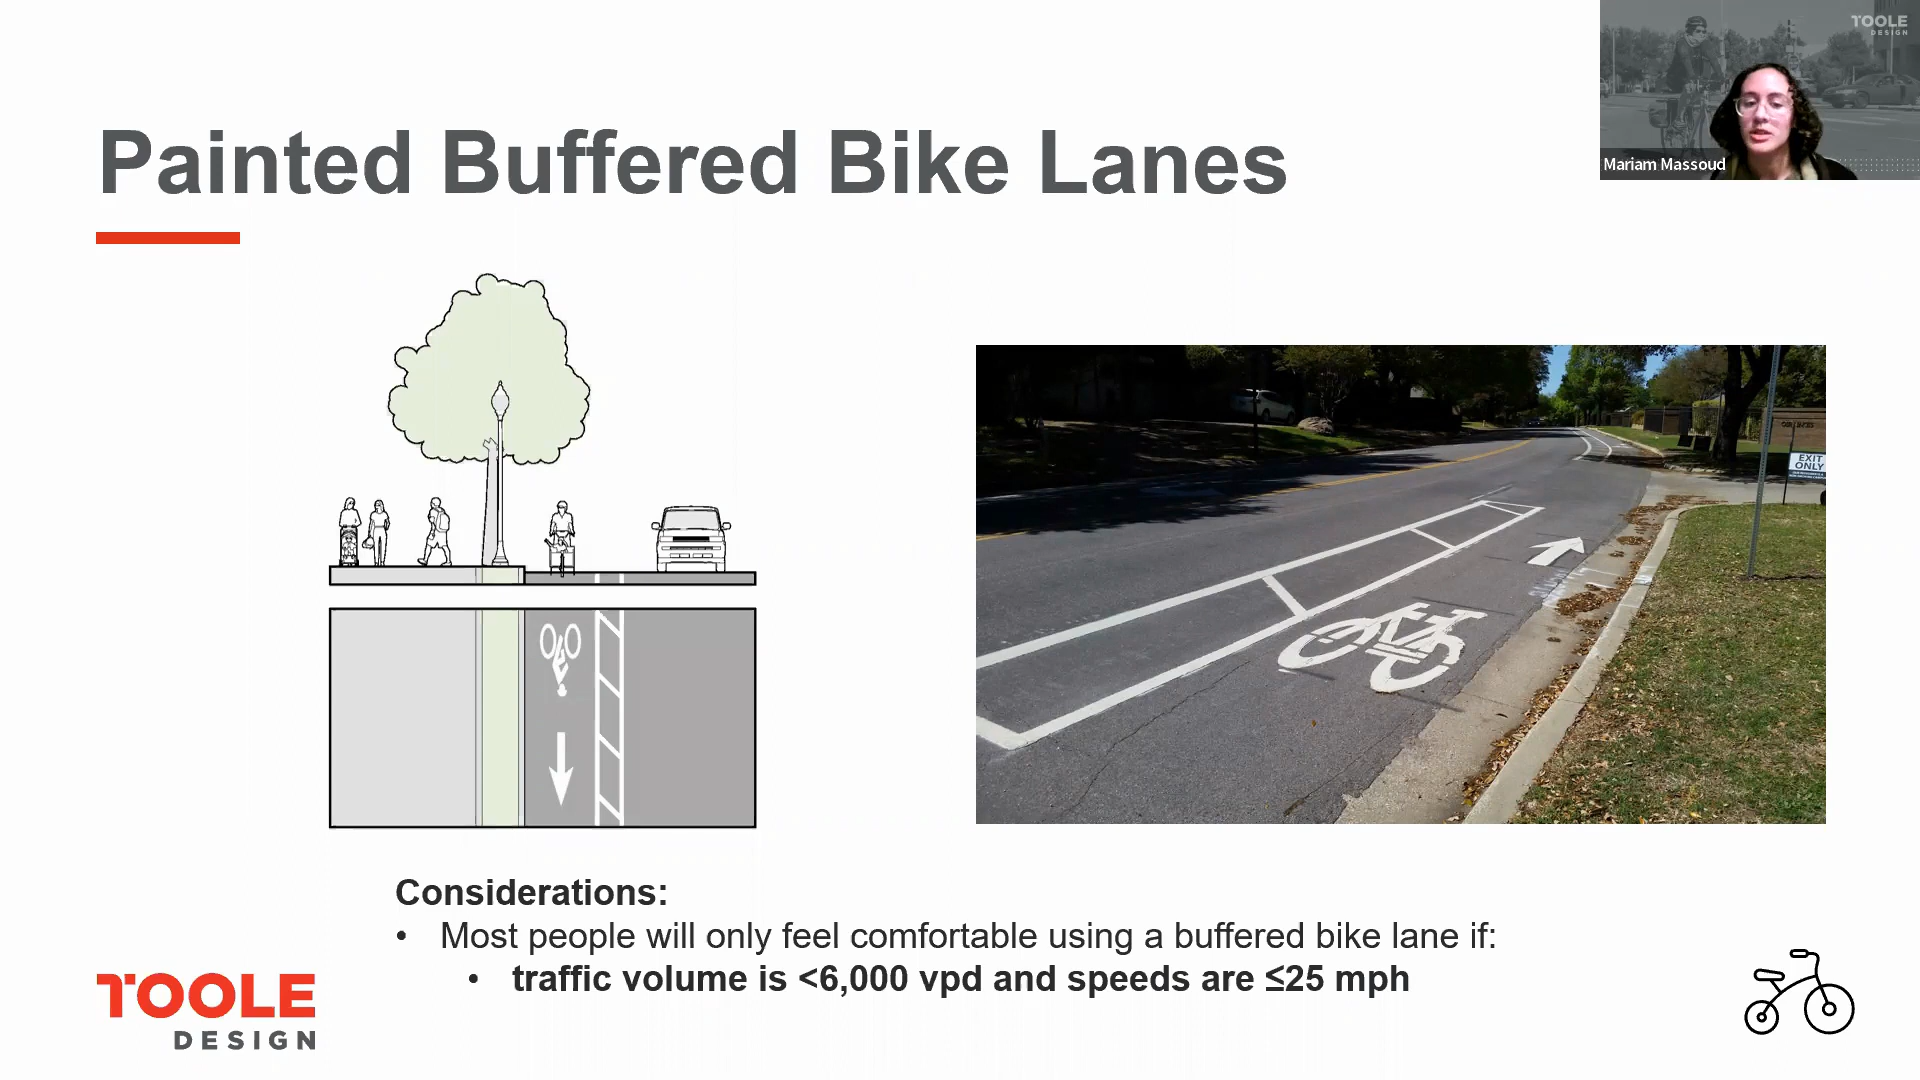 TOOLE
DESIGN
Mariam Massoud
Painted Buffered Bike Lanes
EXIT
ONLY
Considerations:
• Most people will only feel comfortable using a buffered bike lane if:
• traffic volume is <6,000 vpd and speeds are ≤25 mph
TOOLE
DESIGN